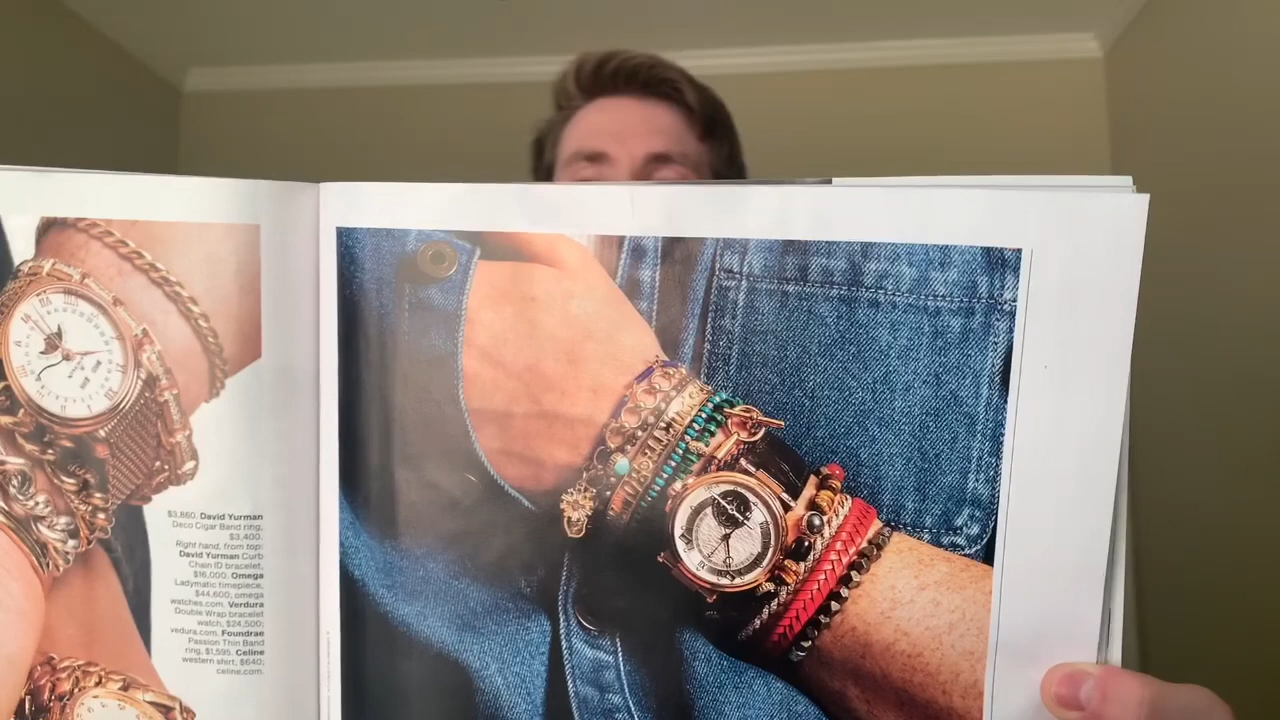 $3,860. David Yurman
Deco Cigar Band ring,
$3,400.
Right hand, from top:
David Yurman Curb
Chain ID bracelet,
$16,000. Omega
Ladymatic timepiece,
$44,600; omega
watches.com. Verdura
Double Wrap bracelet
watch, $24,500;
vedura.com. Foundrae
Passion Thin Band
ring, $1,595. Celine
western shirt, $640;
celine.com.